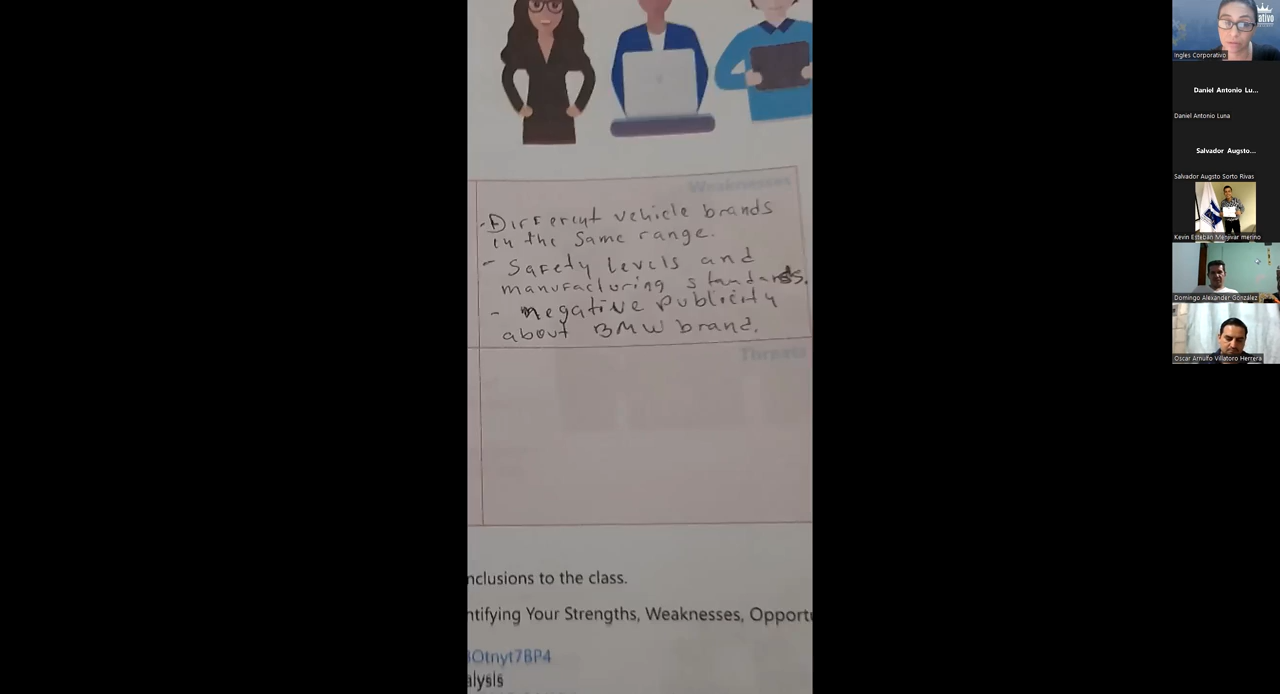 Weaknesses
- Different vehicle brands
in the same range.
- Safety levels and
manufacturing standards.
- negative publicity
about BMW brand.
Threats
nclusions to the class.
ntifying Your Strengths, Weaknesses, Opportu
Otnyt7BP4
alysis
ativo
Ingles Corporativo
Daniel Antonio Lu...
Daniel Antonio Luna
Salvador Augsto...
Salvador Augsto Sorto Rivas
Kevin Esteban Menjivar merino
Domingo Alexander González
Oscar Arnulfo Villatoro Herrera